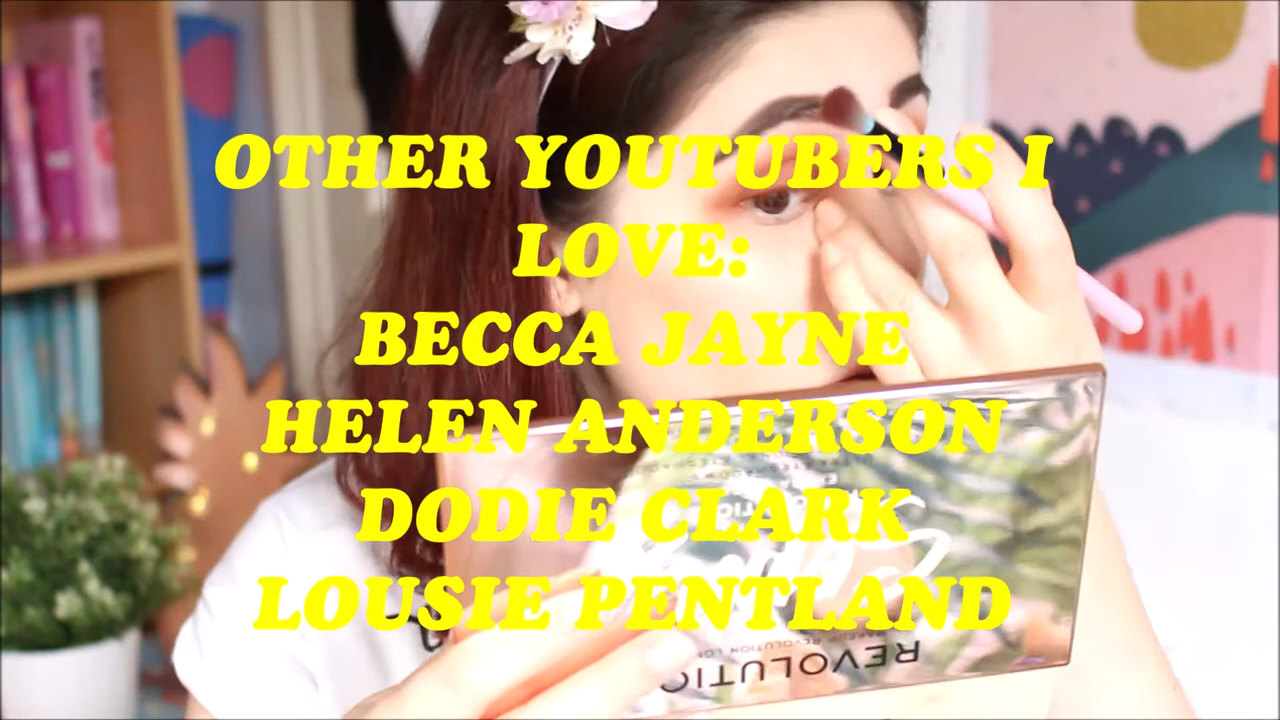 OTHER YOUTUBERS I
LOVE:
BECCA JAYNE
HELEN ANDERSON
DODIE CLARK
LOUSIE PENTLAND
REVOLUTIO